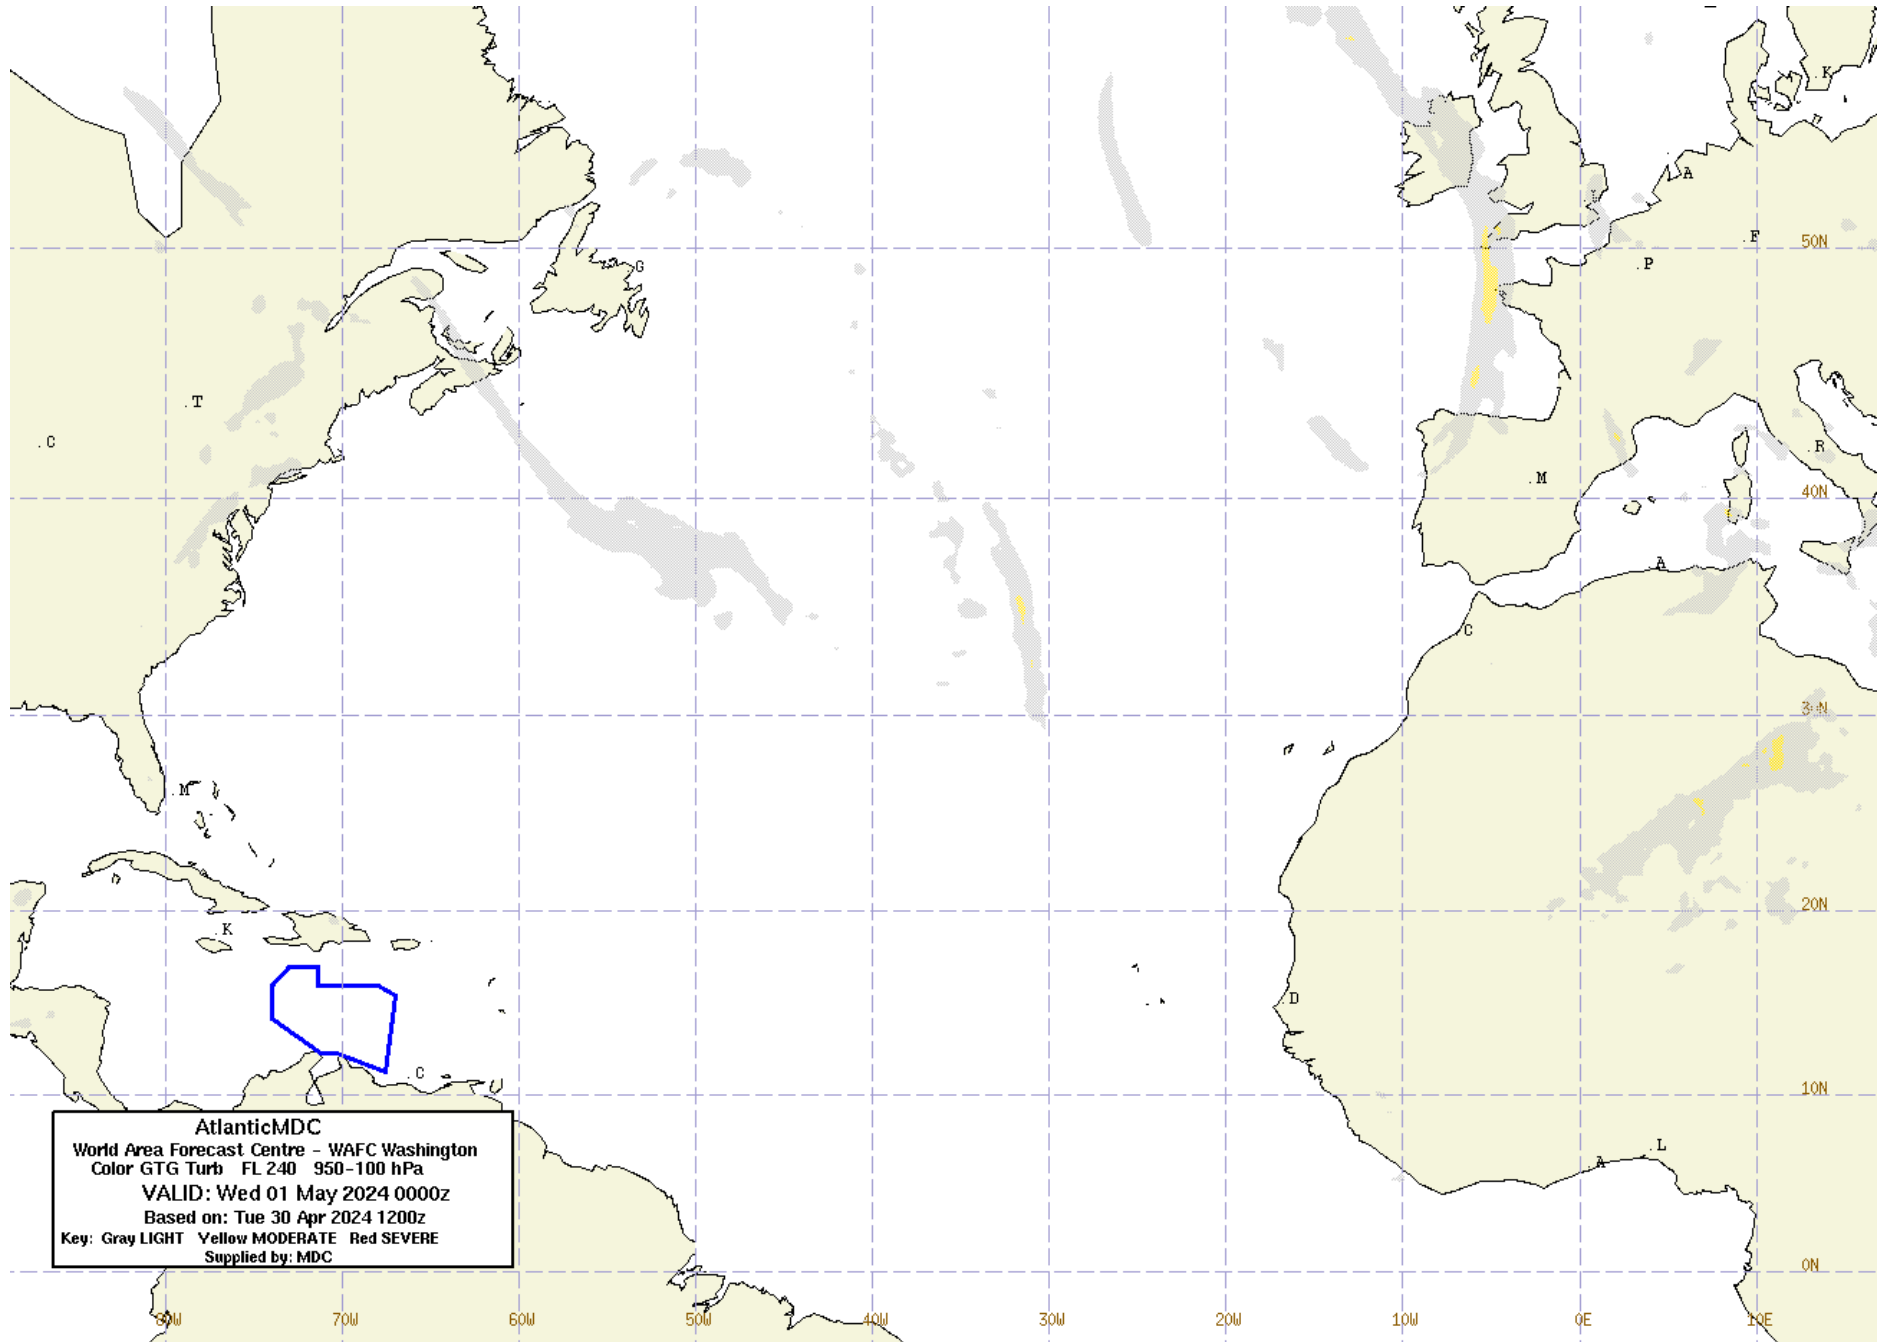 .K
.A
.F
50N
.G
.P
.T
.C
.R
.M
40N
.A
.C
30N
.M
20N
.K
.D
.C
10N
AtlanticMDC
World Area Forecast Centre - WAFC Washington
Color GTG Turb FL 240 950-100 hPa
VALID: Wed 01 May 2024 0000z
Based on: Tue 30 Apr 2024 1200z
Key: Gray LIGHT Yellow MODERATE Red SEVERE
Supplied by: MDC
.L
.A
0N
80W 70W 60W 50W 40W 30W 20W 10W 0E 10E